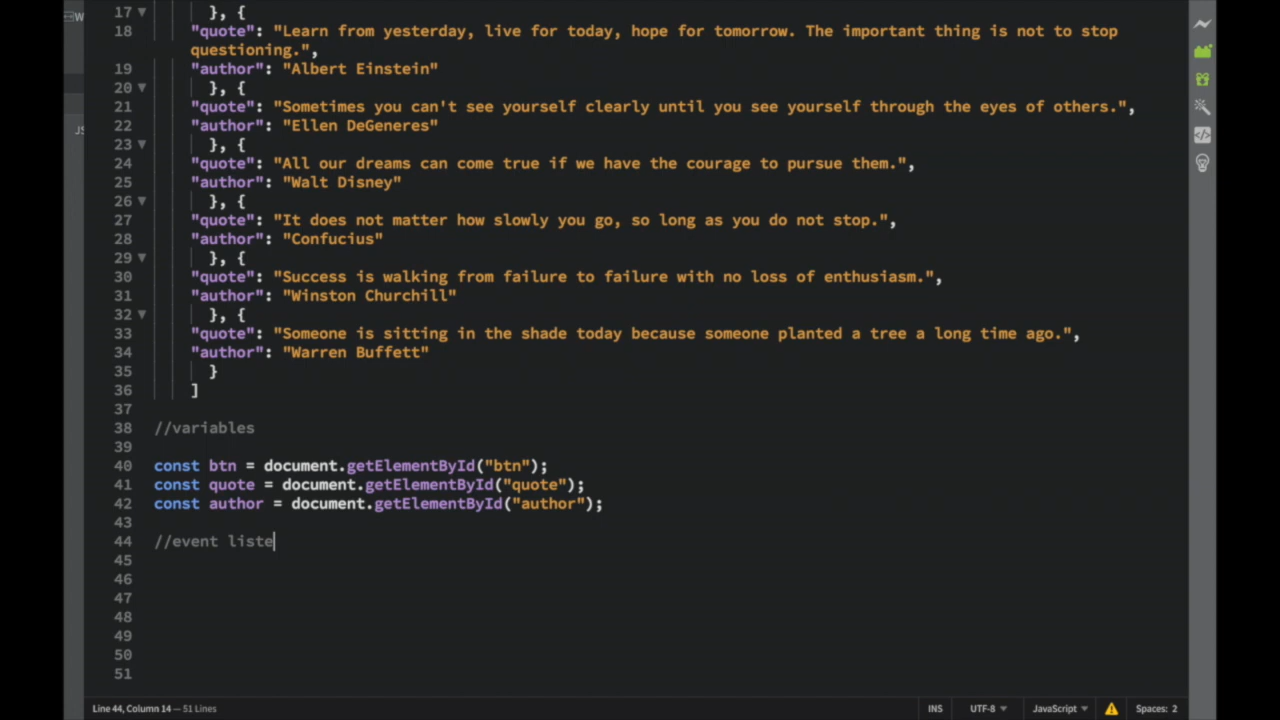 W
17 }, {
18 "quote": "Learn from yesterday, live for today, hope for tomorrow. The important thing is not to stop
questioning.",
19 "author": "Albert Einstein"
20 }, {
JS
21 "quote": "Sometimes you can't see yourself clearly until you see yourself through the eyes of others.",
22 "author": "Ellen DeGeneres"
23 }, {
24 "quote": "All our dreams can come true if we have the courage to pursue them.",
25 "author": "Walt Disney"
26 }, {
27 "quote": "It does not matter how slowly you go, so long as you do not stop.",
28 "author": "Confucius"
29 }, {
30 "quote": "Success is walking from failure to failure with no loss of enthusiasm.",
31 "author": "Winston Churchill"
32 }, {
33 "quote": "Someone is sitting in the shade today because someone planted a tree a long time ago.",
34 "author": "Warren Buffett"
35 }
36 ]
37
38 //variables
39
40 const btn = document.getElementById("btn");
41 const quote = document.getElementById("quote");
42 const author = document.getElementById("author");
43
44 //event liste
45
46
47
48
49
50
51
Line 44, Column 14 — 51 Lines INS UTF-8 JavaScript Spaces: 2